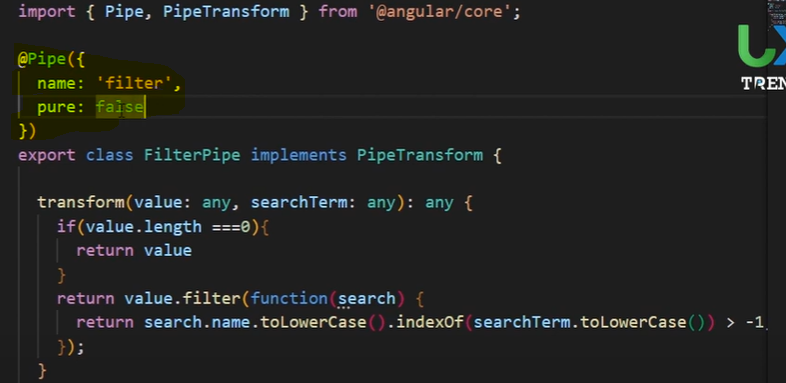 import { Pipe, PipeTransform } from '@angular/core';
@Pipe({
name: 'filter',
pure: false
})
export class FilterPipe implements PipeTransform {
transform(value: any, searchTerm: any): any {
if(value.length ===0){
return value
}
return value.filter(function(search) {
return search.name.toLowerCase().indexOf(searchTerm.toLowerCase()) > -1
});
}
UX
TREN